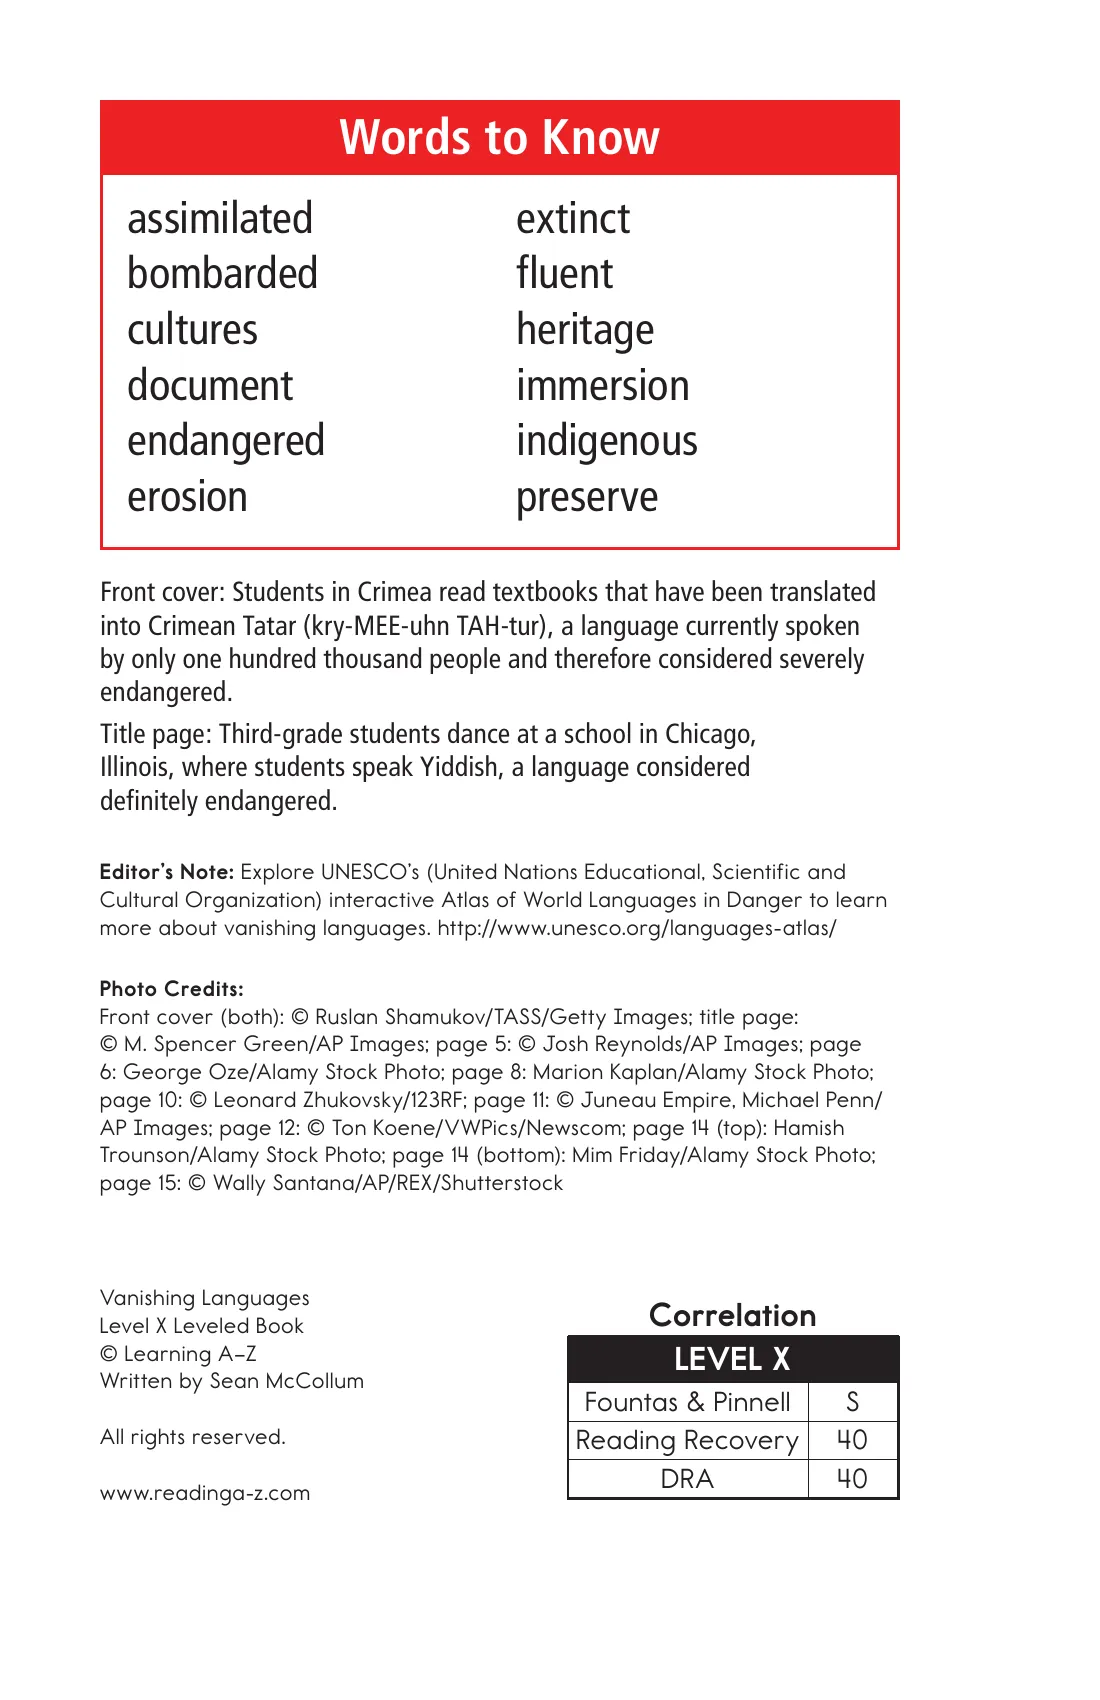 Words to Know
assimilated
bombarded
cultures
document
endangered
erosion
extinct
fluent
heritage
immersion
indigenous
preserve
Front cover: Students in Crimea read textbooks that have been translated
into Crimean Tatar (kry-MEE-uhn TAH-tur), a language currently spoken
by only one hundred thousand people and therefore considered severely
endangered.
Title page: Third-grade students dance at a school in Chicago,
Illinois, where students speak Yiddish, a language considered
definitely endangered.
Editor’s Note: Explore UNESCO’s (United Nations Educational, Scientific and
Cultural Organization) interactive Atlas of World Languages in Danger to learn
more about vanishing languages. http://www.unesco.org/languages-atlas/
Photo Credits:
Front cover (both): © Ruslan Shamukov/TASS/Getty Images; title page:
© M. Spencer Green/AP Images; page 5: © Josh Reynolds/AP Images; page
6: George Oze/Alamy Stock Photo; page 8: Marion Kaplan/Alamy Stock Photo;
page 10: © Leonard Zhukovsky/123RF; page 11: © Juneau Empire, Michael Penn/
AP Images; page 12: © Ton Koene/VWPics/Newscom; page 14 (top): Hamish
Trounson/Alamy Stock Photo; page 14 (bottom): Mim Friday/Alamy Stock Photo;
page 15: © Wally Santana/AP/REX/Shutterstock
Vanishing Languages
Level X Leveled Book
© Learning A–Z
Written by Sean McCollum
All rights reserved.
www.readinga-z.com
Correlation
LEVEL X
Fountas & Pinnell S
Reading Recovery 40
DRA 40